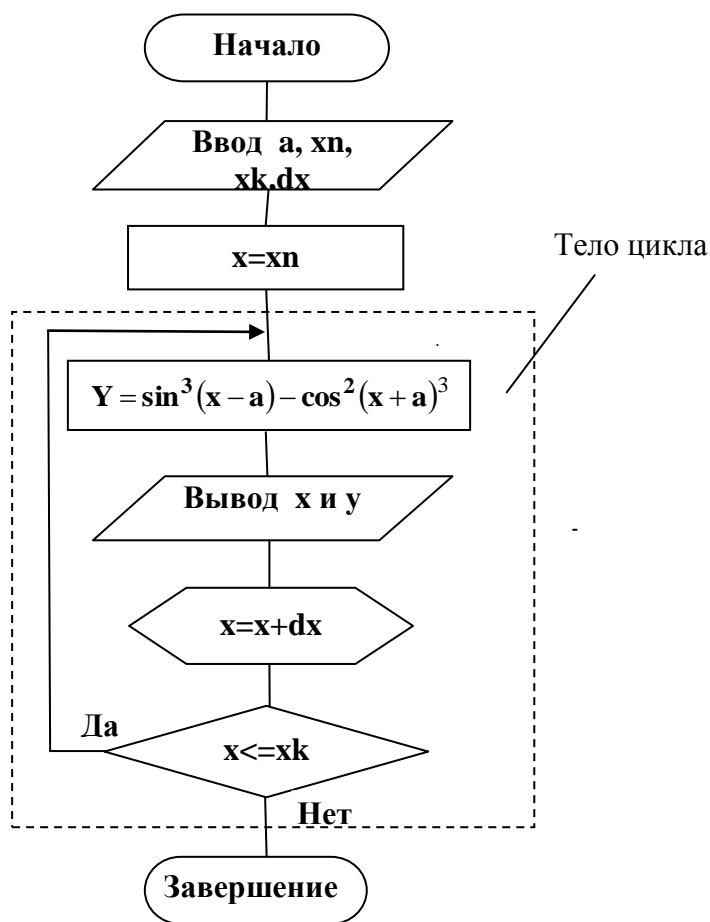 Начало
Ввод a, xn,
xk,dx
x=xn
Тело цикла
Y = sin³(x – a) – cos²(x + a)³
Вывод x и y
x=x+dx
Да
x<=xk
Нет
Завершение